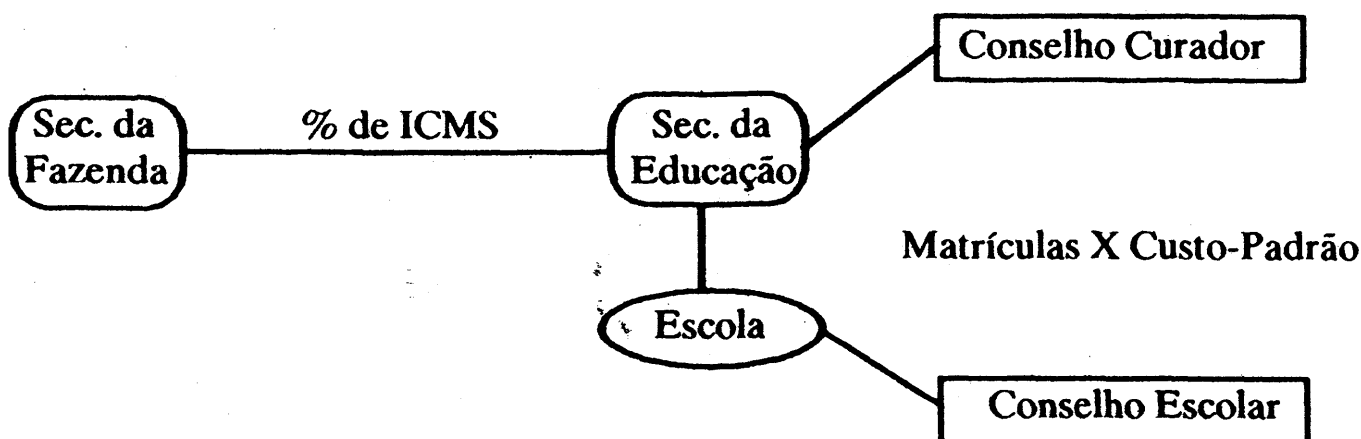 Conselho Curador
Sec. da
Fazenda
% de ICMS
Sec. da
Educação
Matrículas X Custo-Padrão
Escola
Conselho Escolar